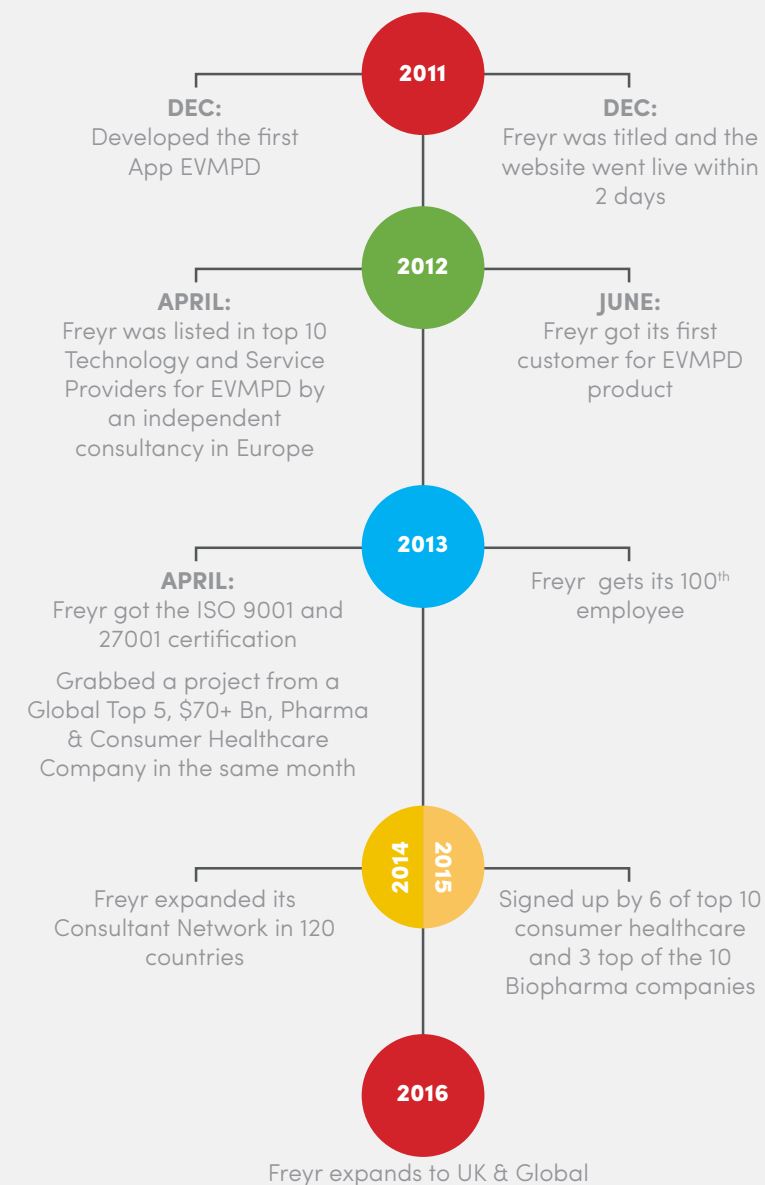 2011
DEC:
Developed the first
App EVMPD
DEC:
Freyr was titled and the
website went live within
2 days
2012
APRIL:
Freyr was listed in top 10
Technology and Service
Providers for EVMPD by
an independent
consultancy in Europe
JUNE:
Freyr got its first
customer for EVMPD
product
2013
APRIL:
Freyr got the ISO 9001 and
27001 certification
Grabbed a project from a
Global Top 5, $70+ Bn, Pharma
& Consumer Healthcare
Company in the same month
Freyr gets its 100th
employee
2014
Freyr expanded its
Consultant Network in 120
countries
2015
Signed up by 6 of top 10
consumer healthcare
and 3 top of the 10
Biopharma companies
2016
Freyr expands to UK & Global